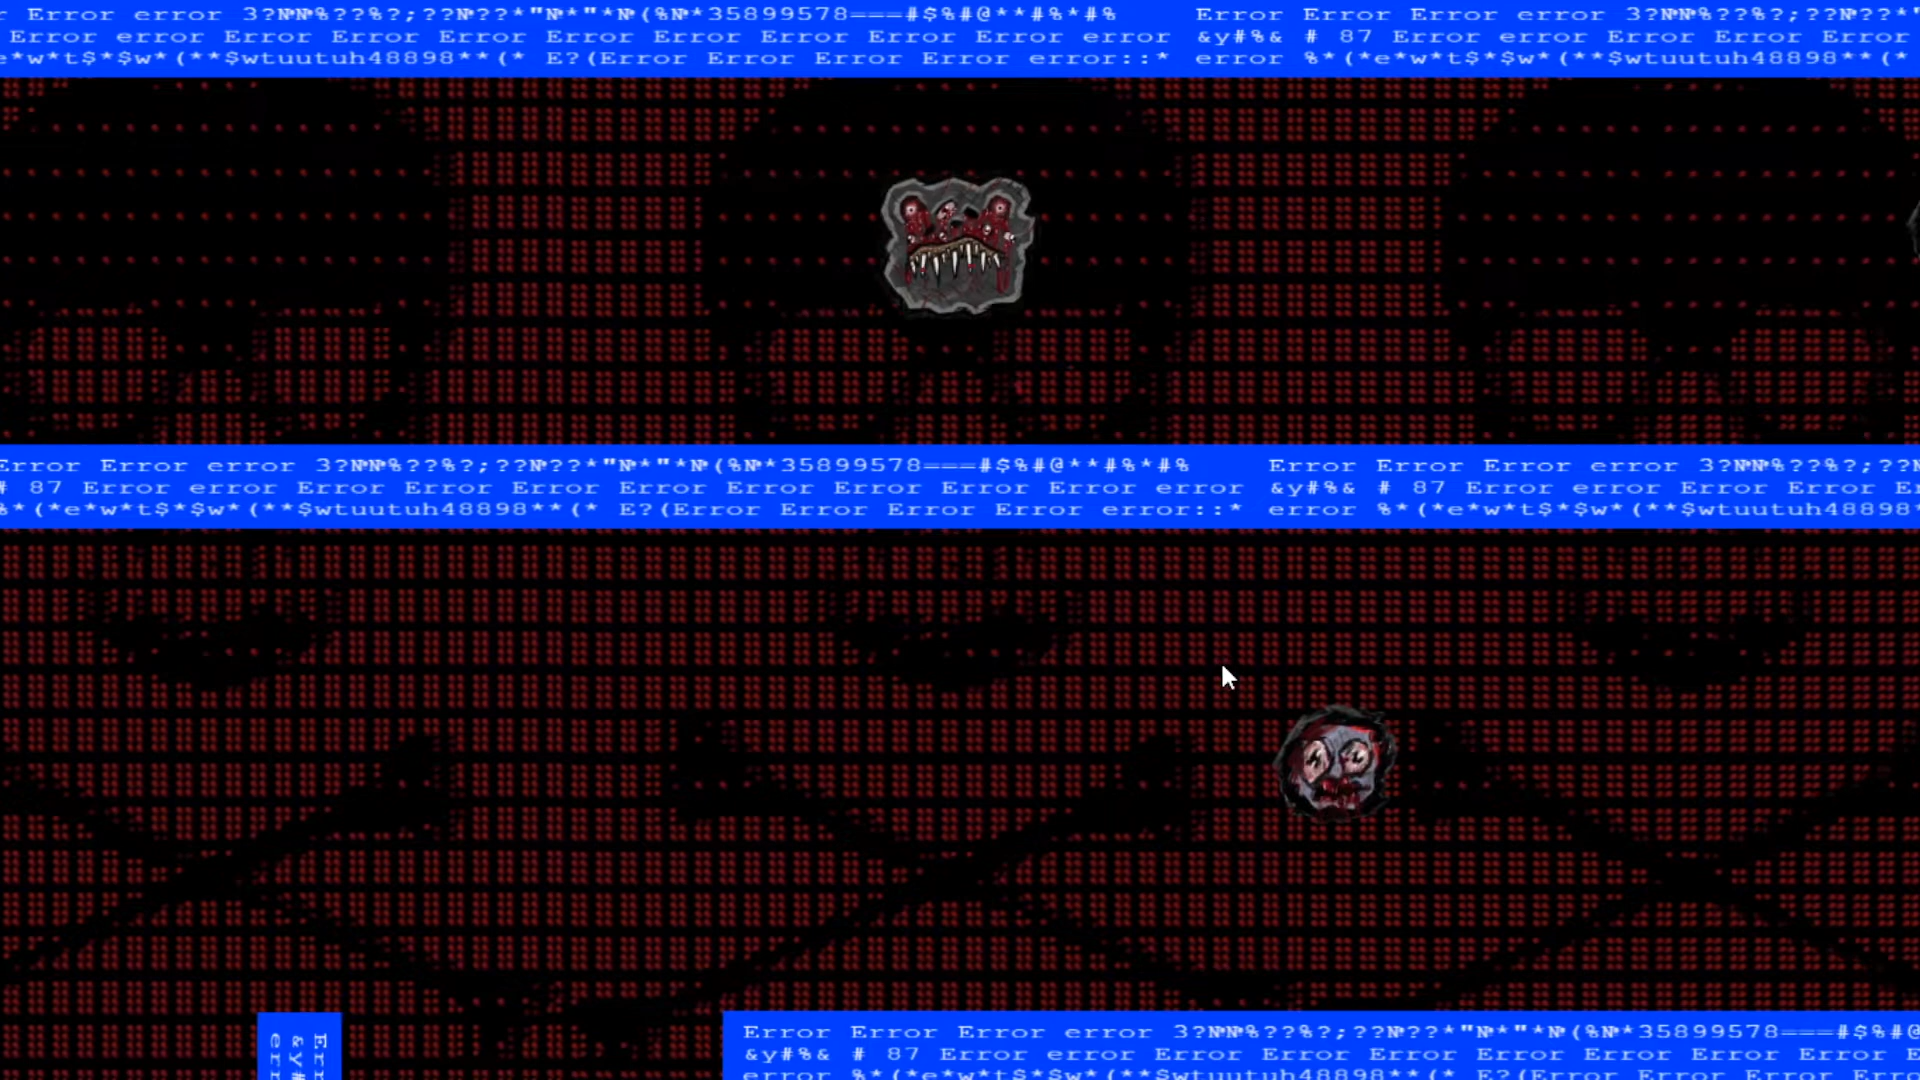 Error error 3?№№%??%?;??№??*"№*"*№(%№*35899578===#$%#@**#%*#% Error Error Error error 3?№№%??%?;??№??*"
Error error Error Error Error Error Error Error Error Error error &y#%& # 87 Error error Error Error Error
e*w*t$*$w*(**$wtuutuh48898**(* E?(Error Error Error Error error::* error %*(*e*w*t$*$w*(**$wtuutuh48898**(*
Error Error error 3?№№%??%?;??№??*"№*"*№(%№*35899578===#$%#@**#%*#% Error Error Error error 3?№№%??%?;??№
# 87 Error error Error Error Error Error Error Error Error Error error &y#%& # 87 Error error Error Error
%*(*e*w*t$*$w*(**$wtuutuh48898**(* E?(Error Error Error Error error::* error %*(*e*w*t$*$w*(**$wtuutuh48898*
Error Error Error error 3?№№%??%?;??№??*"№*"*№(%№*35899578===#$%#@
&y#%& # 87 Error error Error Error Error Error Error Error
error %*(*e*w*t$*$w*(**$wtuutuh48898**(* E?(Error Error Error